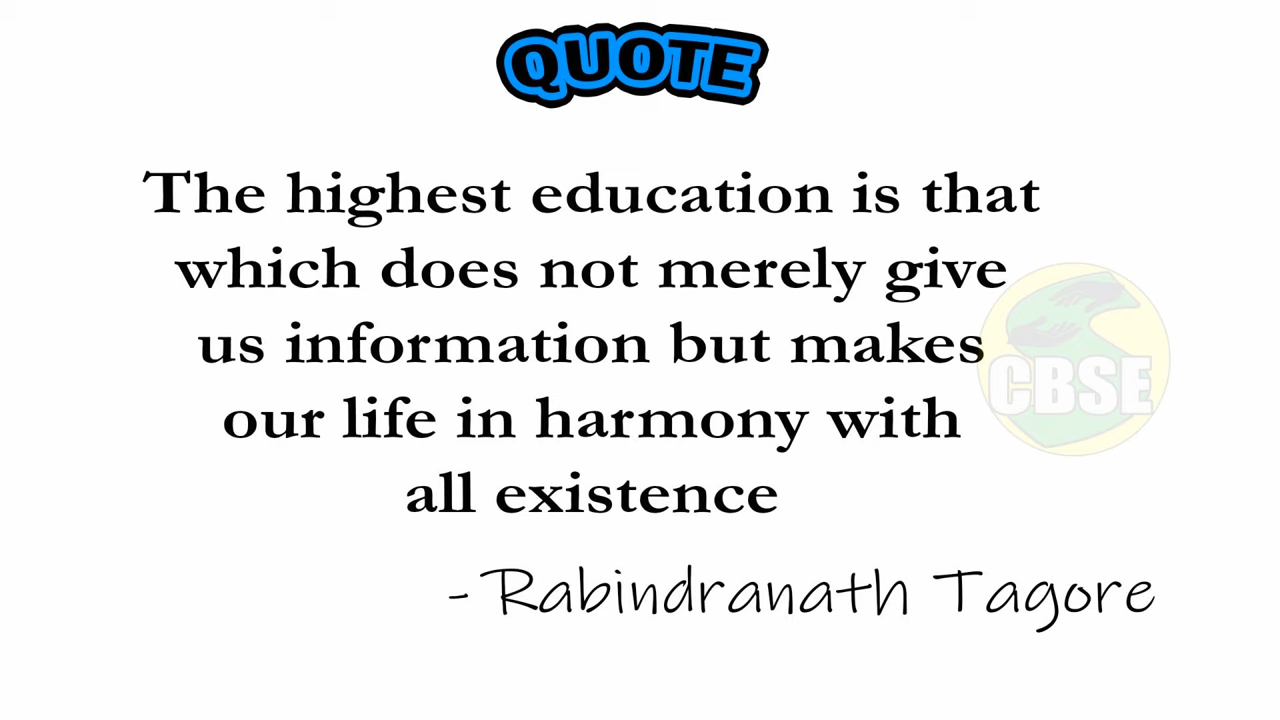 QUOTE
The highest education is that
which does not merely give
us information but makes
our life in harmony with
all existence
CBSE
- Rabindranath Tagore